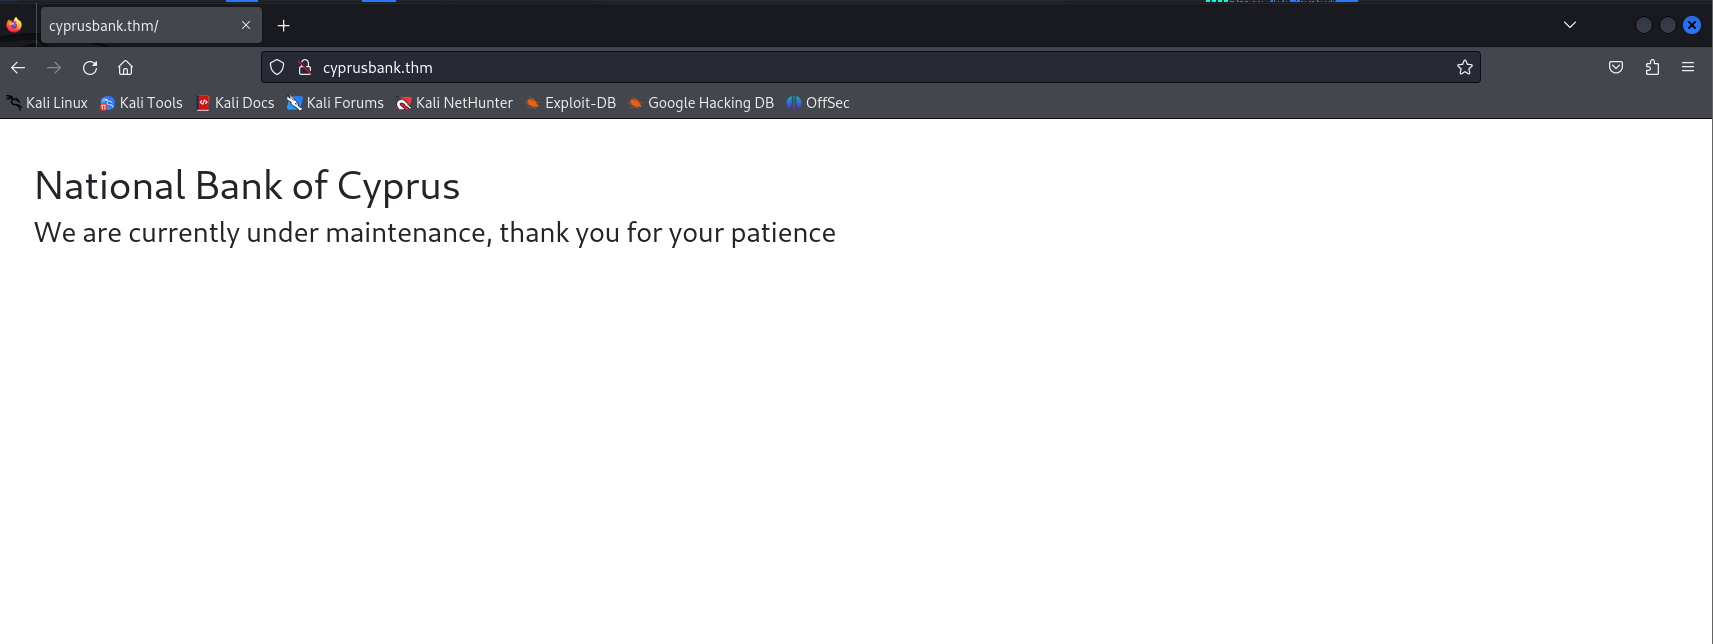 cyprusbank.thm/
cyprusbank.thm
Kali Linux Kali Tools Kali Docs Kali Forums Kali NetHunter Exploit-DB Google Hacking DB OffSec
National Bank of Cyprus
We are currently under maintenance, thank you for your patience